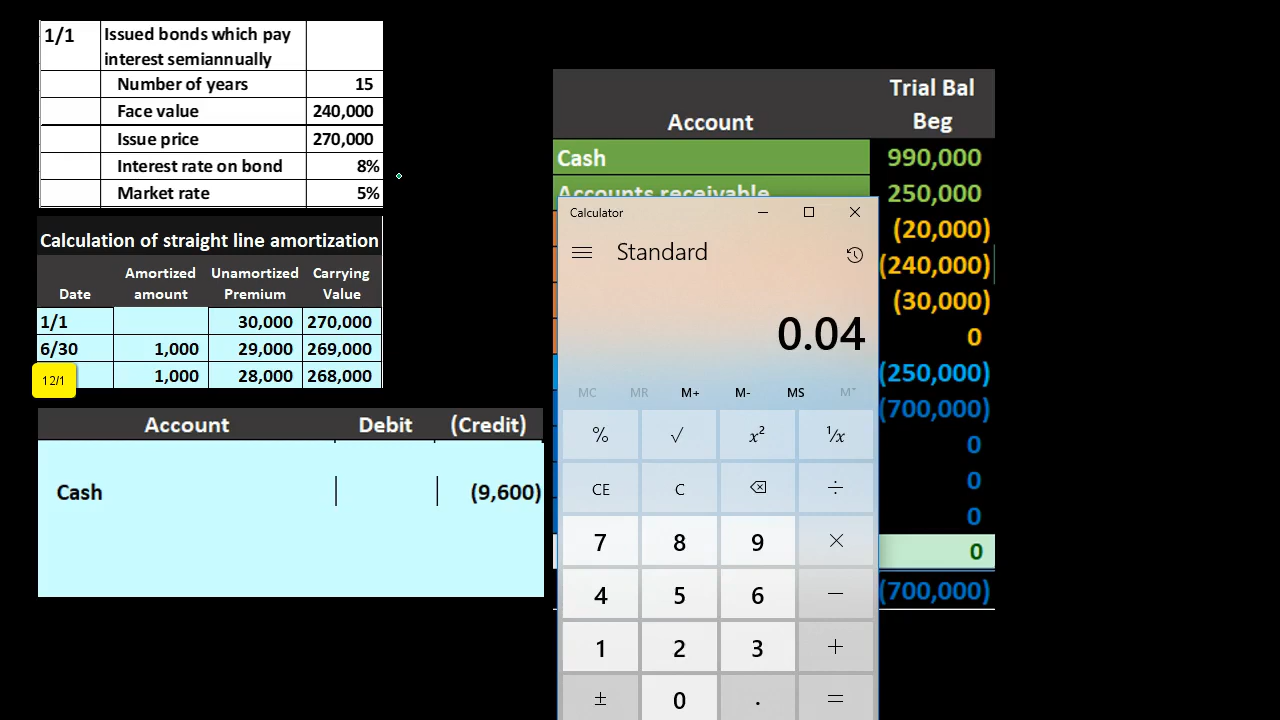 1/1 Issued bonds which pay
interest semiannually
Number of years 15
Face value 240,000
Issue price 270,000
Interest rate on bond 8%
Market rate 5%
Calculation of straight line amortization
Amortized Unamortized Carrying
Date amount Premium Value
1/1 30,000 270,000
6/30 1,000 29,000 269,000
12/1 1,000 28,000 268,000
Account Debit (Credit)
Cash (9,600)
Trial Bal
Account Beg
Cash 990,000
Accounts receivable 250,000
(20,000)
(240,000)
(30,000)
0
(250,000)
(700,000)
0
0
0
0
(700,000)
Calculator
Standard
0.04
MC MR M+ M- MS M˅
% √ x² ¹/x
CE C ⌫ ÷
7 8 9 ×
4 5 6 −
1 2 3 +
± 0 . =